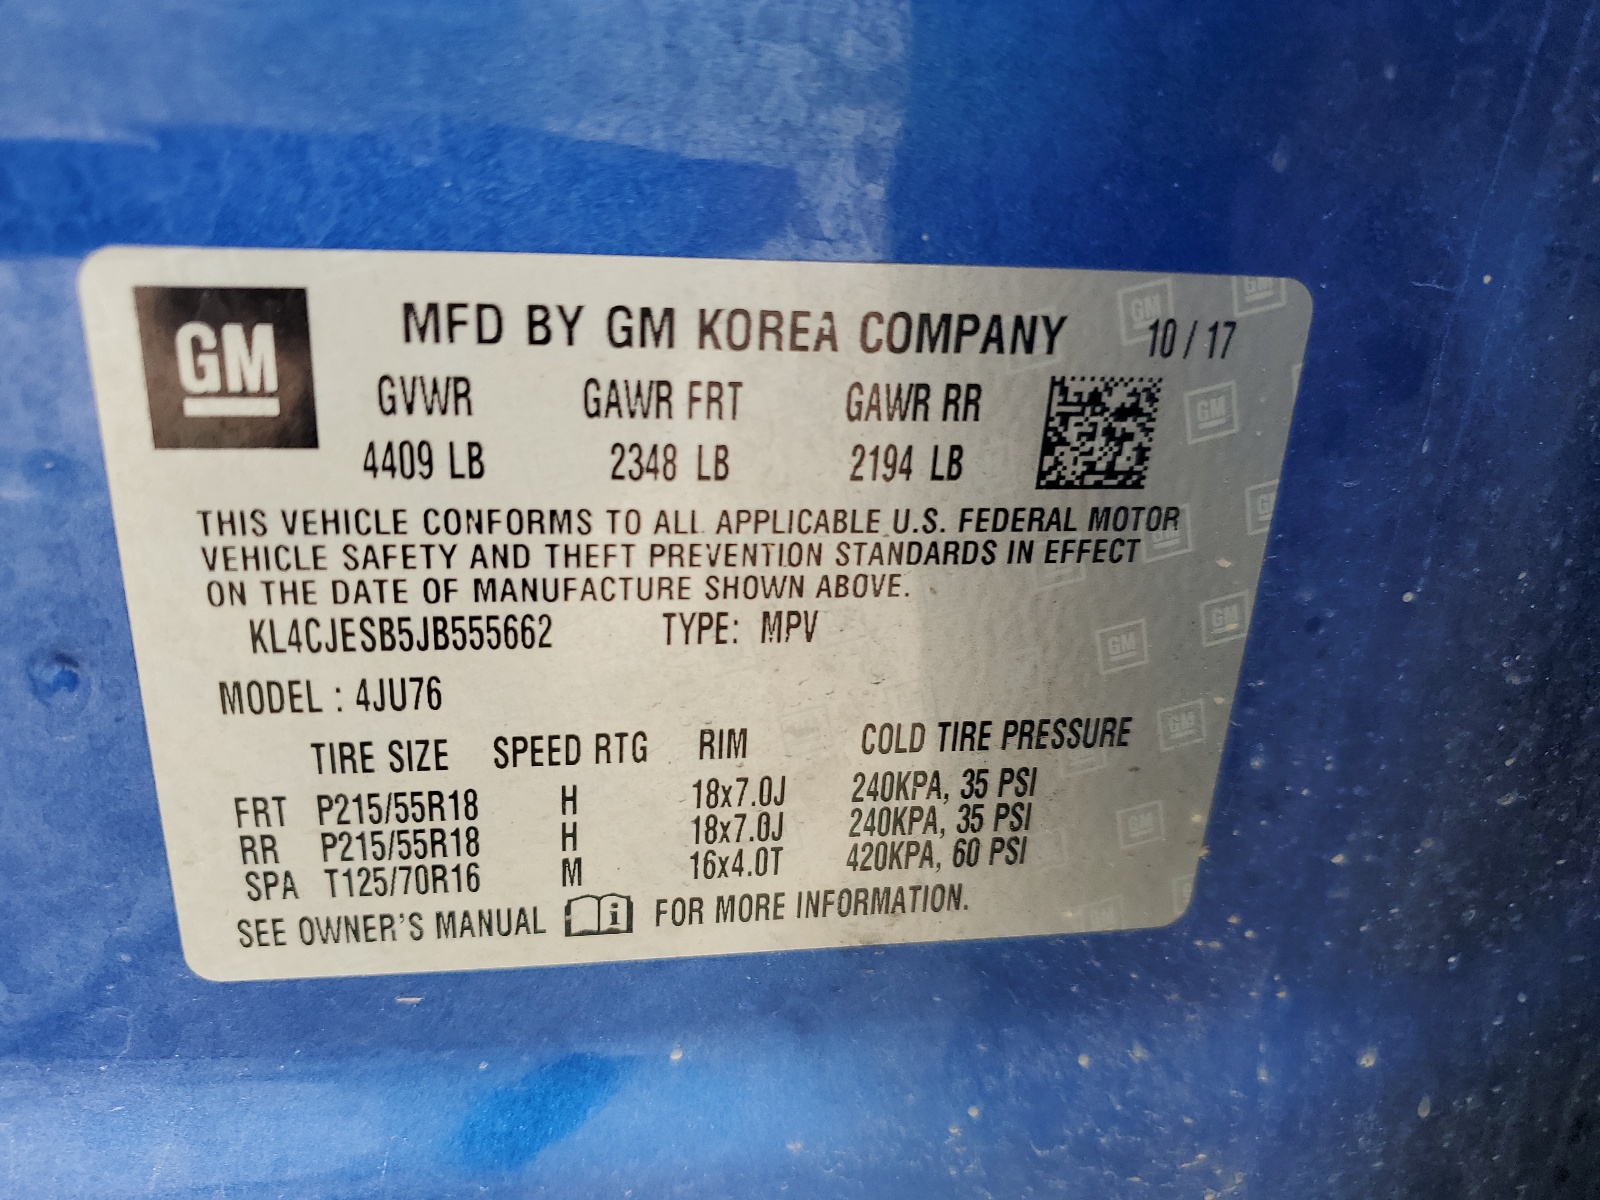 GM
MFD BY GM KOREA COMPANY 10 / 17
GVWR GAWR FRT GAWR RR
4409 LB 2348 LB 2194 LB
THIS VEHICLE CONFORMS TO ALL APPLICABLE U.S. FEDERAL MOTOR
VEHICLE SAFETY AND THEFT PREVENTION STANDARDS IN EFFECT
ON THE DATE OF MANUFACTURE SHOWN ABOVE.
KL4CJESB5JB555662 TYPE: MPV
MODEL : 4JU76
TIRE SIZE SPEED RTG RIM COLD TIRE PRESSURE
FRT P215/55R18 H 18x7.0J 240KPA, 35 PSI
RR P215/55R18 H 18x7.0J 240KPA, 35 PSI
SPA T125/70R16 M 16x4.0T 420KPA, 60 PSI
SEE OWNER'S MANUAL i FOR MORE INFORMATION.